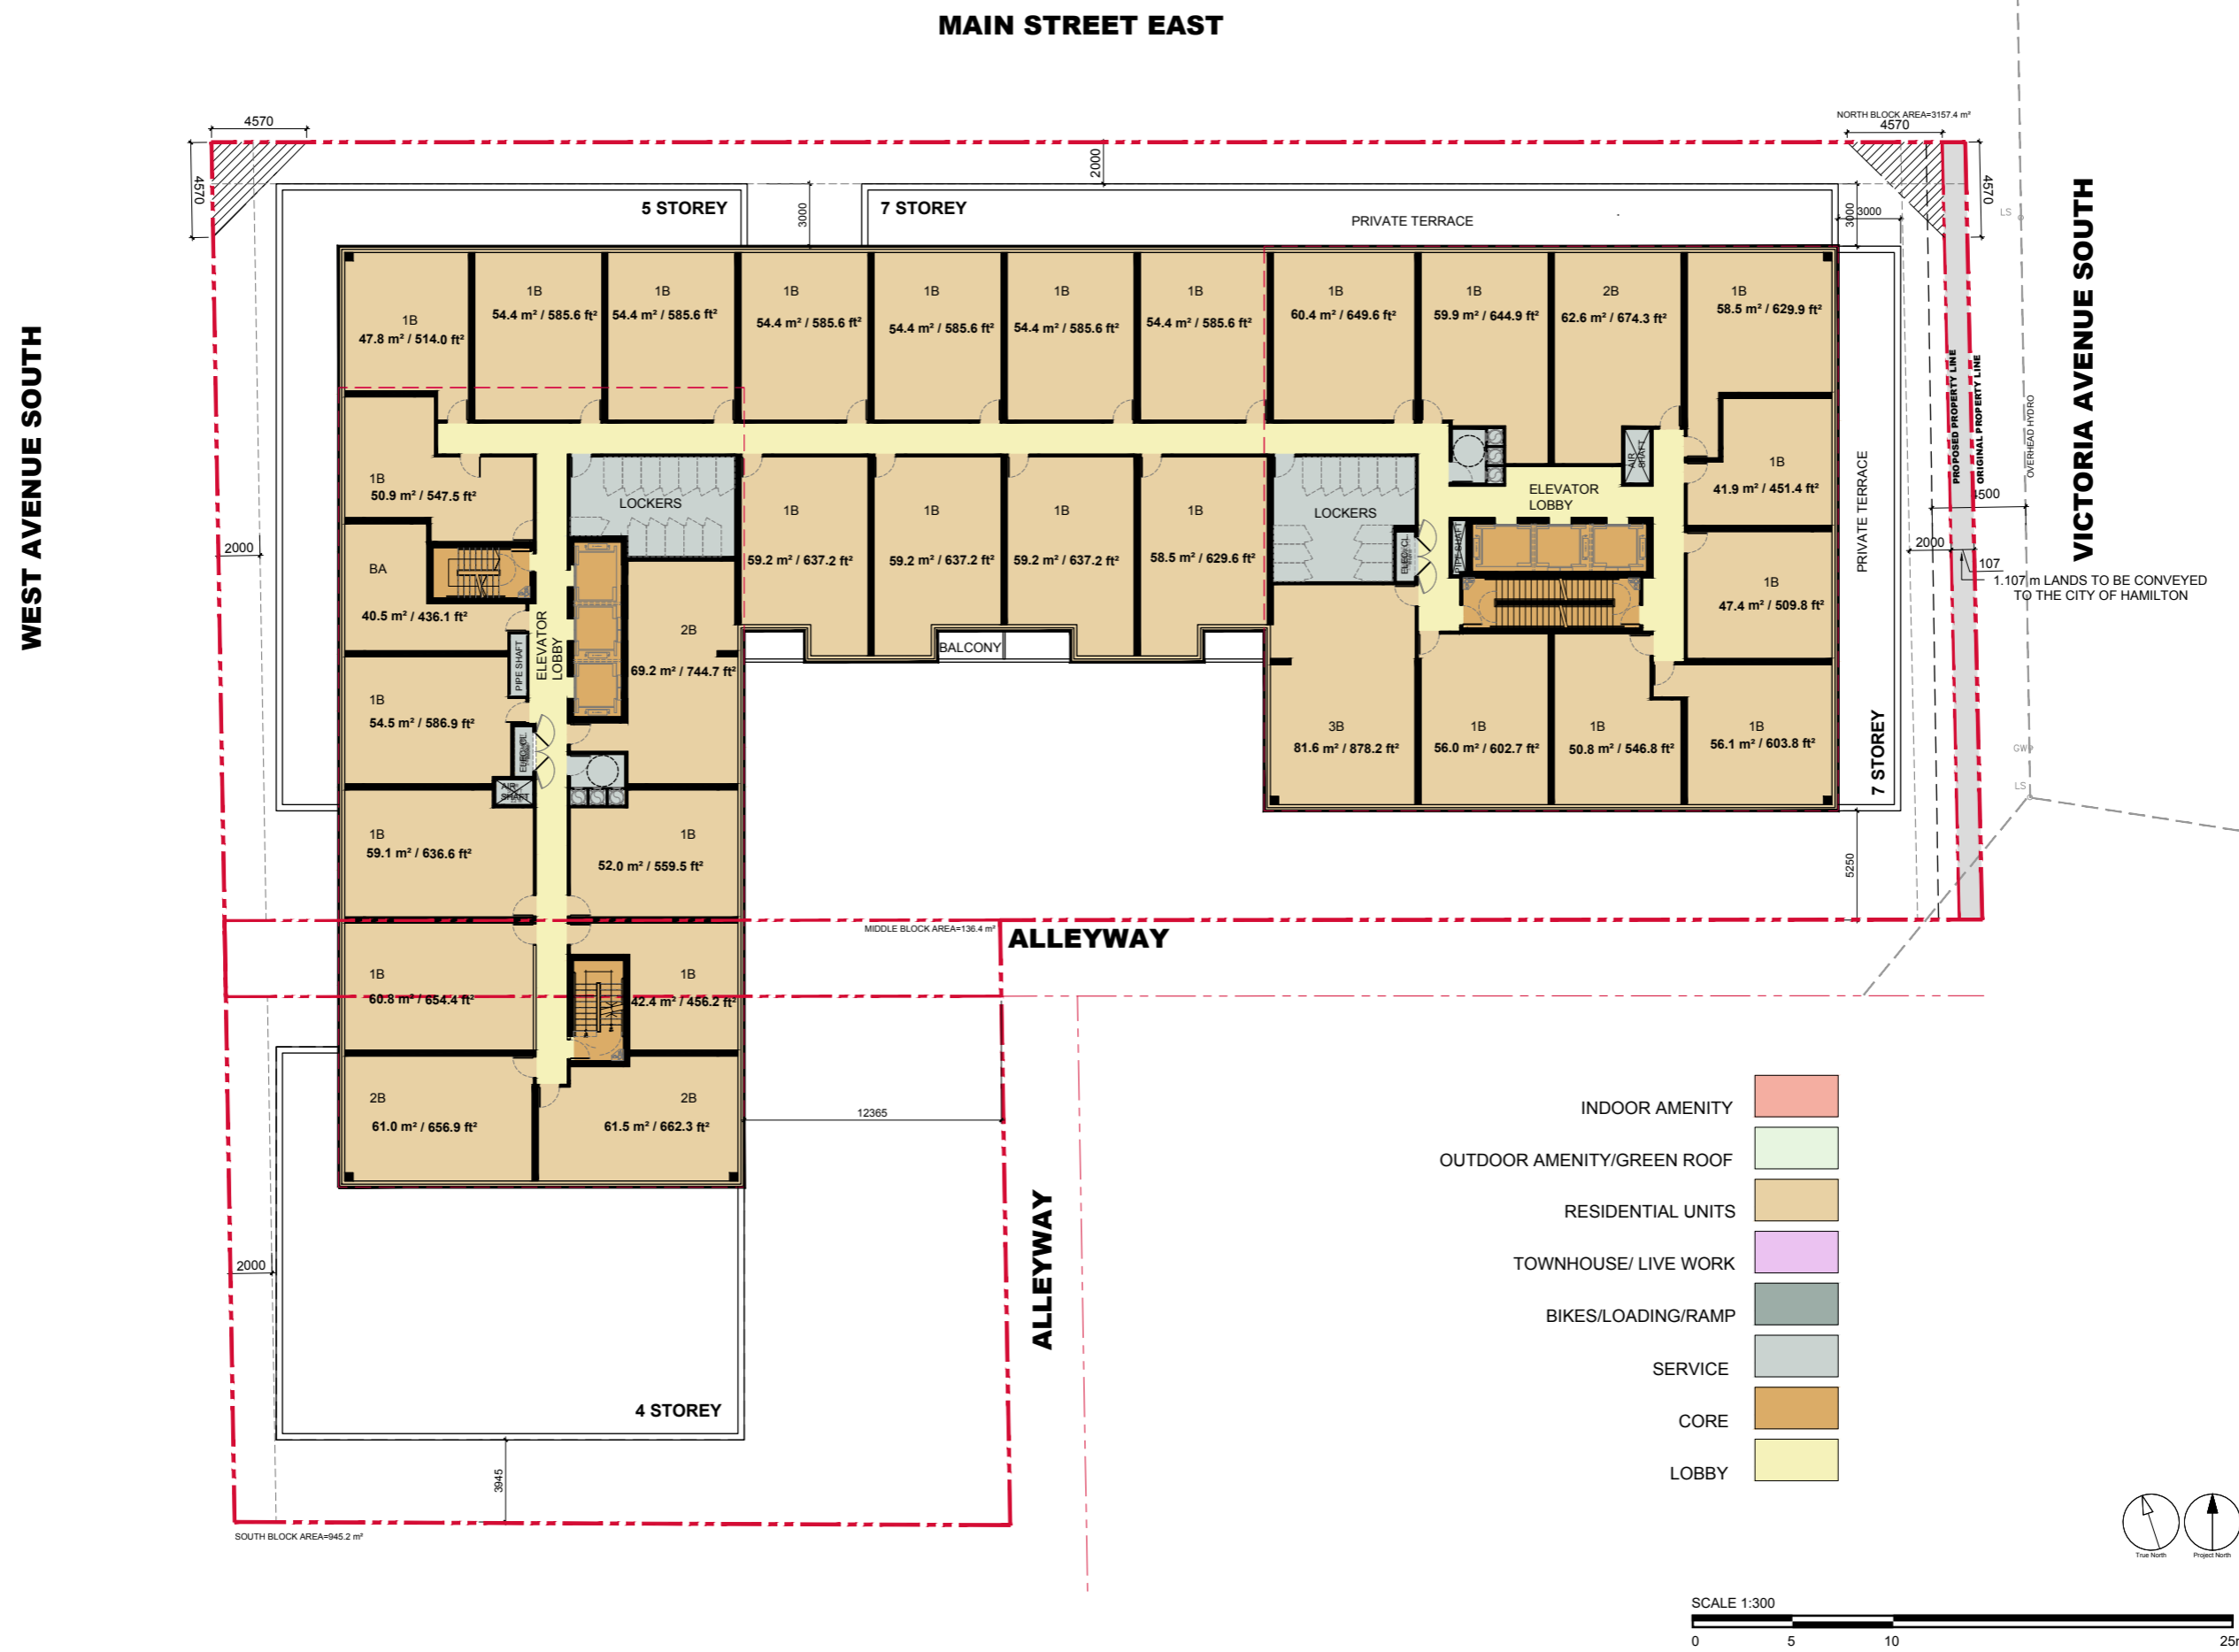 MAIN STREET EAST
4570
NORTH BLOCK AREA=3157.4 m²
4570
4570
2000
4570
5 STOREY
7 STOREY
3000
PRIVATE TERRACE
3000
3000
LS
WEST AVENUE SOUTH
VICTORIA AVENUE SOUTH
1B
47.8 m² / 514.0 ft²
1B
54.4 m² / 585.6 ft²
1B
54.4 m² / 585.6 ft²
1B
54.4 m² / 585.6 ft²
1B
54.4 m² / 585.6 ft²
1B
54.4 m² / 585.6 ft²
1B
54.4 m² / 585.6 ft²
1B
60.4 m² / 649.6 ft²
1B
59.9 m² / 644.9 ft²
2B
62.6 m² / 674.3 ft²
1B
58.5 m² / 629.9 ft²
PROPOSED PROPERTY LINE
ORIGINAL PROPERTY LINE
OVERHEAD HYDRO
1B
50.9 m² / 547.5 ft²
LOCKERS
1B
59.2 m² / 637.2 ft²
1B
59.2 m² / 637.2 ft²
1B
59.2 m² / 637.2 ft²
1B
58.5 m² / 629.6 ft²
LOCKERS
ELEV. CL
PIPE SHAFT
AIR
SHAFT
ELEVATOR
LOBBY
1B
41.9 m² / 451.4 ft²
PRIVATE TERRACE
4500
2000
2000
107
1.107 m LANDS TO BE CONVEYED
TO THE CITY OF HAMILTON
BA
40.5 m² / 436.1 ft²
ELEVATOR
LOBBY
PIPE SHAFT
2B
69.2 m² / 744.7 ft²
BALCONY
1B
47.4 m² / 509.8 ft²
1B
54.5 m² / 586.9 ft²
AIR
SHAFT
3B
81.6 m² / 878.2 ft²
1B
56.0 m² / 602.7 ft²
1B
50.8 m² / 546.8 ft²
1B
56.1 m² / 603.8 ft²
7 STOREY
GWP
LS
1B
59.1 m² / 636.6 ft²
1B
52.0 m² / 559.5 ft²
5250
MIDDLE BLOCK AREA=136.4 m²
ALLEYWAY
1B
60.8 m² / 654.4 ft²
1B
42.4 m² / 456.2 ft²
2B
61.0 m² / 656.9 ft²
2B
61.5 m² / 662.3 ft²
12365
ALLEYWAY
2000
4 STOREY
3945
SOUTH BLOCK AREA=945.2 m²
INDOOR AMENITY
OUTDOOR AMENITY/GREEN ROOF
RESIDENTIAL UNITS
TOWNHOUSE/ LIVE WORK
BIKES/LOADING/RAMP
SERVICE
CORE
LOBBY
True North
Project North
SCALE 1:300
0 5 10